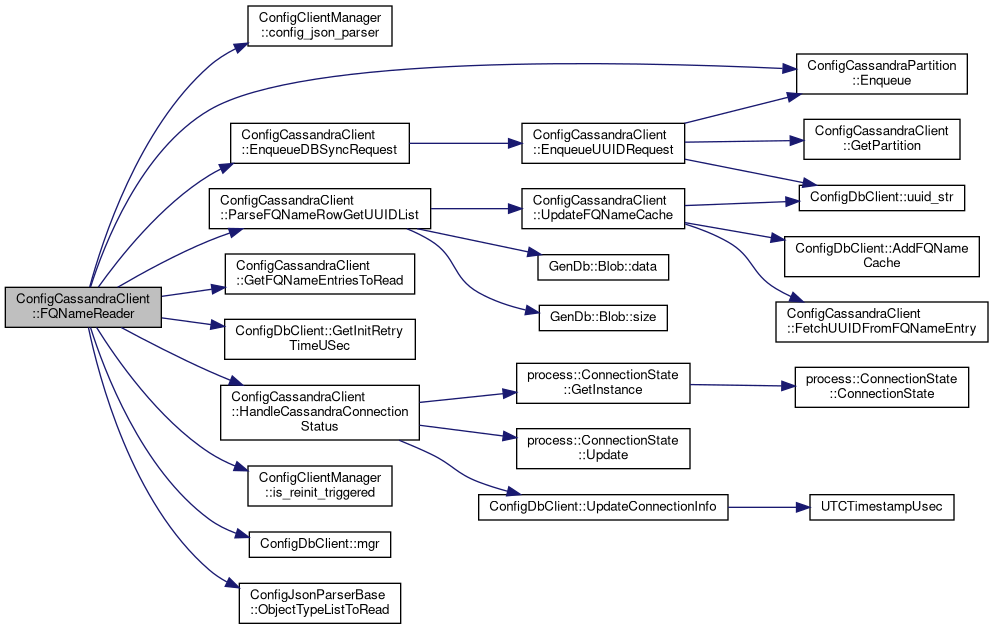 ConfigCassandraClient
::FQNameReader
ConfigClientManager
::config_json_parser
ConfigCassandraPartition
::Enqueue
ConfigCassandraClient
::EnqueueDBSyncRequest
ConfigCassandraClient
::EnqueueUUIDRequest
ConfigCassandraClient
::GetPartition
ConfigDbClient::uuid_str
ConfigCassandraClient
::ParseFQNameRowGetUUIDList
ConfigCassandraClient
::UpdateFQNameCache
ConfigDbClient::AddFQName
Cache
ConfigCassandraClient
::FetchUUIDFromFQNameEntry
GenDb::Blob::data
GenDb::Blob::size
ConfigCassandraClient
::GetFQNameEntriesToRead
ConfigDbClient::GetInitRetry
TimeUSec
ConfigCassandraClient
::HandleCassandraConnection
Status
process::ConnectionState
::GetInstance
process::ConnectionState
::ConnectionState
process::ConnectionState
::Update
ConfigDbClient::UpdateConnectionInfo
UTCTimestampUsec
ConfigClientManager
::is_reinit_triggered
ConfigDbClient::mgr
ConfigJsonParserBase
::ObjectTypeListToRead